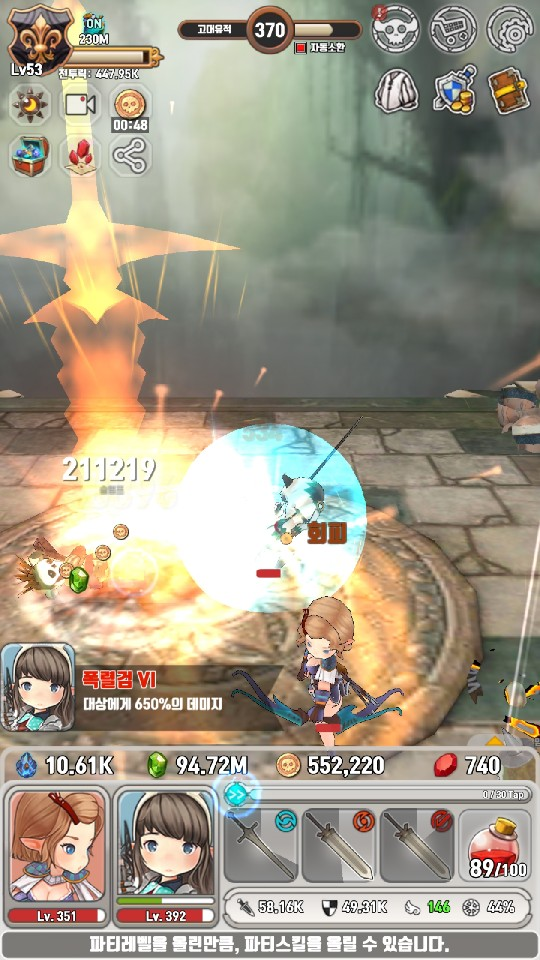 ON
230M
Lv53
전투력: 447.95K
고대유적
370
자동소환
00:48
211219
회피
폭렬검 VI
대상에게 650%의 데미지
10.61K
94.72M
552,220
740
1/30 Tap
Lv. 351
Lv. 392
89/100
58.16K
49.31K
146
44%
파티레벨을 올린만큼, 파티스킬을 올릴 수 있습니다.